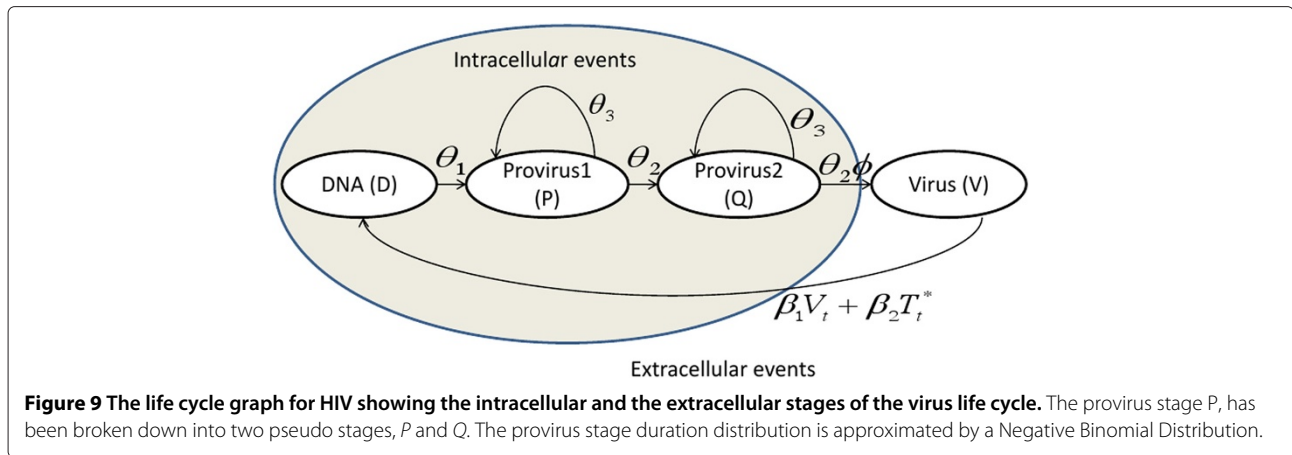 Intracellular events
θ₃
θ₃
DNA (D)
θ₁
Provirus1
(P)
θ₂
Provirus2
(Q)
θ₂ϕ
Virus (V)
β₁Vₜ + β₂Tₜ*
Extracellular events
Figure 9 The life cycle graph for HIV showing the intracellular and the extracellular stages of the virus life cycle. The provirus stage P, has
been broken down into two pseudo stages, P and Q. The provirus stage duration distribution is approximated by a Negative Binomial Distribution.